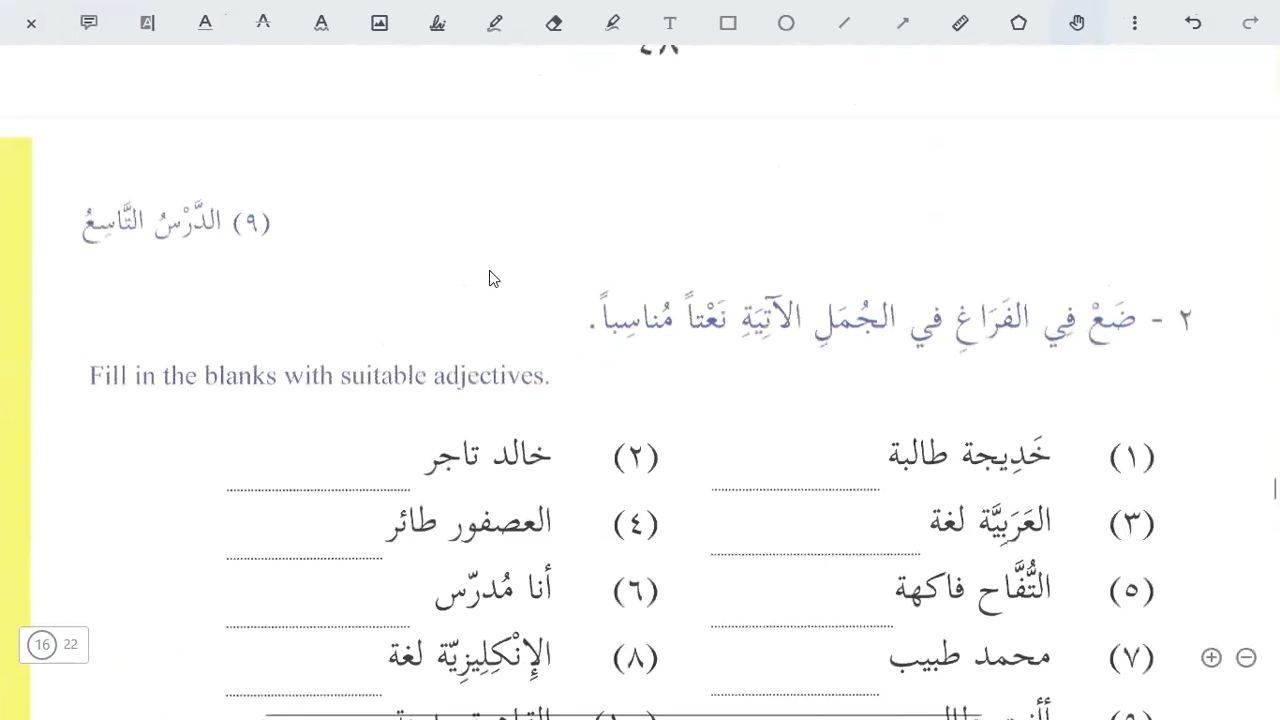 (٩) الدَّرْسُ التَّاسِعُ
٢ - ضَعْ فِي الفَرَاغِ في الجُمَلِ الآتِيَةِ نَعْتاً مُناسِباً.
Fill in the blanks with suitable adjectives.
(١) خَدِيجة طالبة ........ (٢) خالد تاجر ........
(٣) العَرَبِيَّة لغة ........ (٤) العصفور طائر ........
(٥) التُّفَّاح فاكهة ........ (٦) أنا مُدرّس ........
(٧) محمد طبيب ........ (٨) الإِنْكِلِيزِيّة لغة ........
16 22